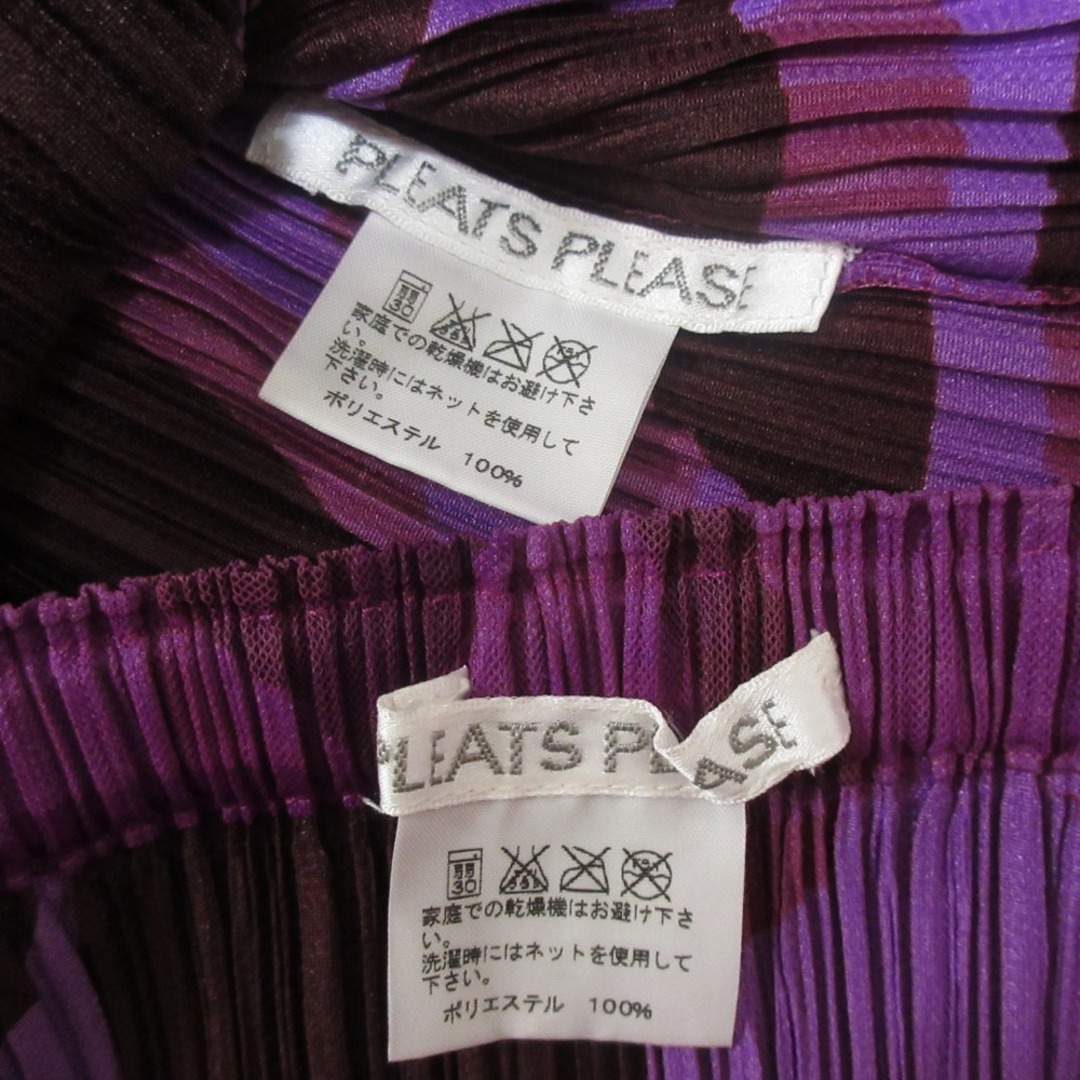 PLEATS PLEASE
弱
30
家庭での乾燥機はお避け下さ
い。
洗濯時にはネットを使用して
下さい。
ポリエステル 100%
PLEATS PLEASE
弱
30
家庭での乾燥機はお避け下さ
い。
洗濯時にはネットを使用して
下さい。
ポリエステル 100%